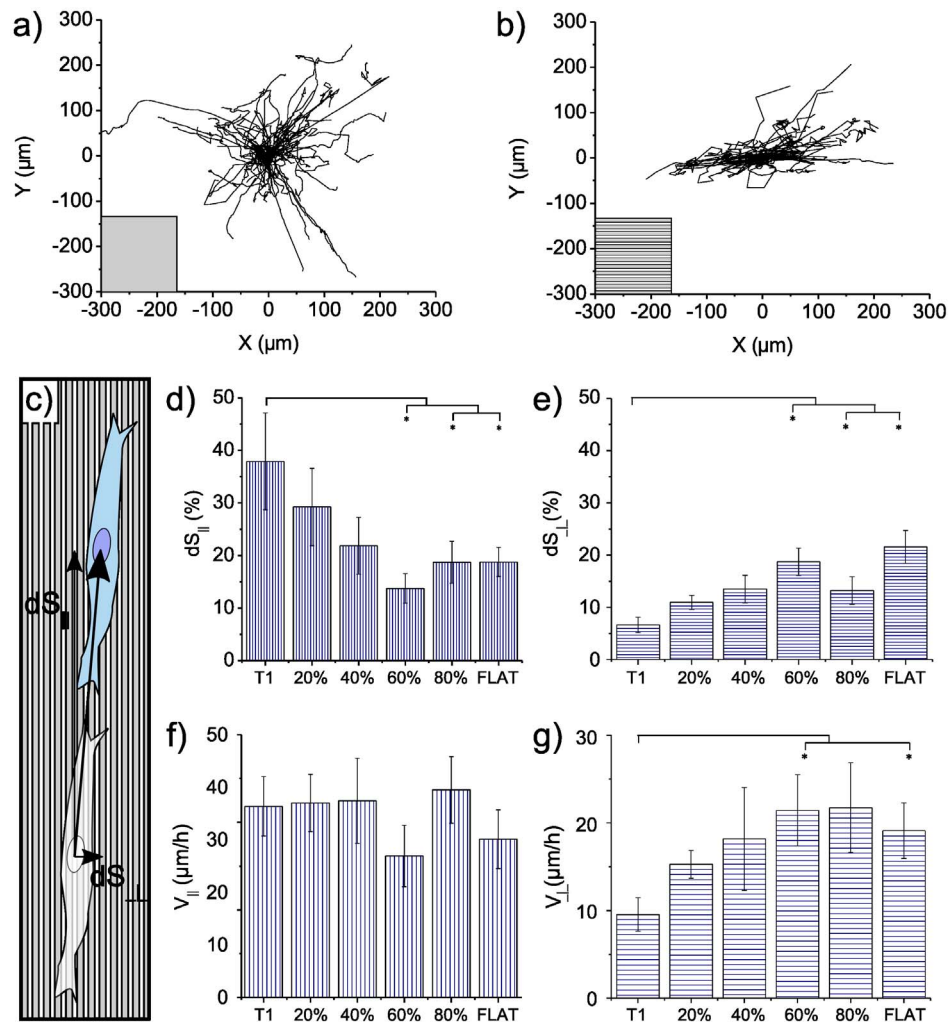 a)
300
200
100
0
-100
-200
-300
Y (µm)
-300 -200 -100 0 100 200 300
X (µm)
b)
300
200
100
0
-100
-200
-300
Y (µm)
-300 -200 -100 0 100 200 300
X (µm)
c)
dS||
dS⊥
d)
50
40
30
20
10
0
dS|| (%)
* * *
T1 20% 40% 60% 80% FLAT
e)
50
40
30
20
10
0
dS⊥ (%)
* * *
T1 20% 40% 60% 80% FLAT
f)
50
40
30
20
10
0
V|| (µm/h)
T1 20% 40% 60% 80% FLAT
g)
30
20
10
0
V⊥ (µm/h)
* *
T1 20% 40% 60% 80% FLAT